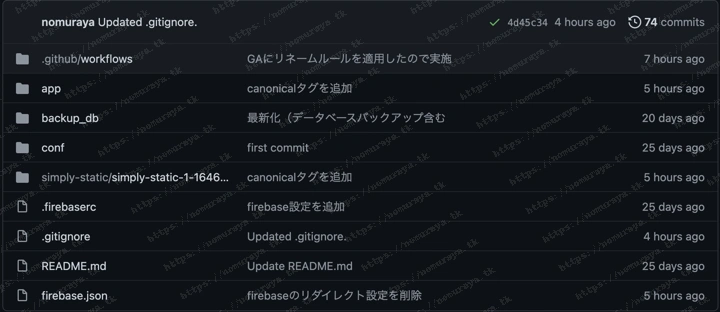 nomuraya Updated .gitignore. 4d45c34 4 hours ago 74 commits
.github/workflows GAにリネームルールを適用したので実施 7 hours ago
app canonicalタグを追加 5 hours ago
backup_db 最新化（データベースバックアップ含む 20 days ago
conf first commit 25 days ago
simply-static/simply-static-1-1646... canonicalタグを追加 5 hours ago
.firebaserc firebase設定を追加 25 days ago
.gitignore Updated .gitignore. 4 hours ago
README.md Update README.md 25 days ago
firebase.json firebaseのリダイレクト設定を削除 5 hours ago
https://nomuraya.tk